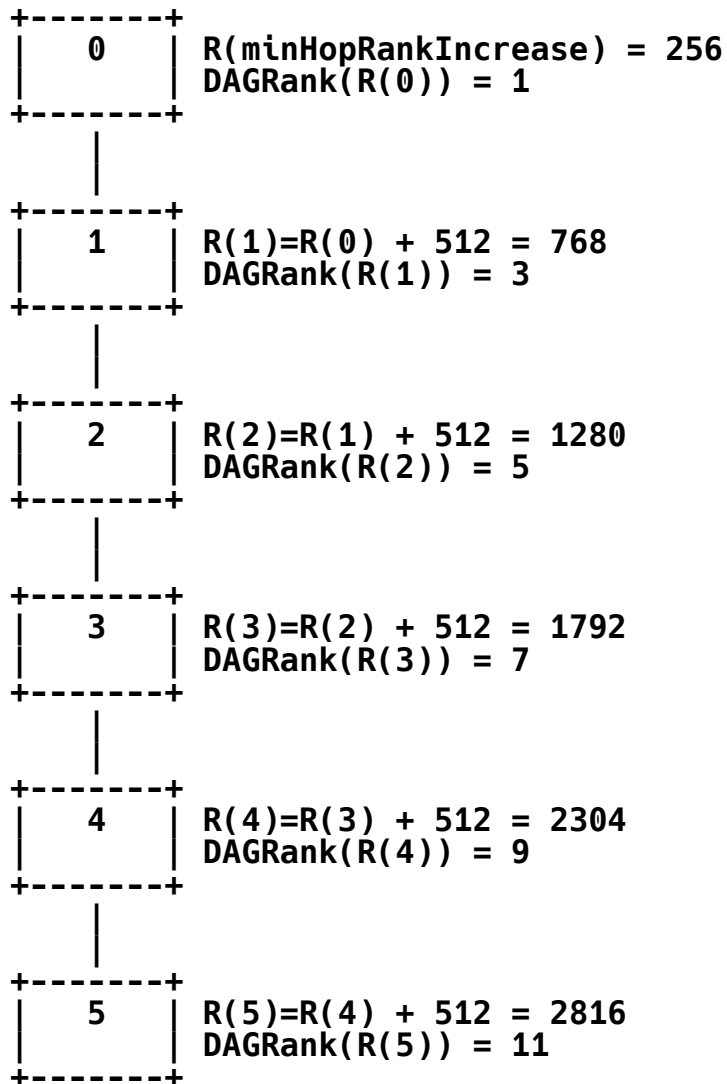 +-------+
|   0   | R(minHopRankIncrease) = 256
|       | DAGRank(R(0)) = 1
+-------+
    |
    |
+-------+
|   1   | R(1)=R(0) + 512 = 768
|       | DAGRank(R(1)) = 3
+-------+
    |
    |
+-------+
|   2   | R(2)=R(1) + 512 = 1280
|       | DAGRank(R(2)) = 5
+-------+
    |
    |
+-------+
|   3   | R(3)=R(2) + 512 = 1792
|       | DAGRank(R(3)) = 7
+-------+
    |
    |
+-------+
|   4   | R(4)=R(3) + 512 = 2304
|       | DAGRank(R(4)) = 9
+-------+
    |
    |
+-------+
|   5   | R(5)=R(4) + 512 = 2816
|       | DAGRank(R(5)) = 11
+-------+